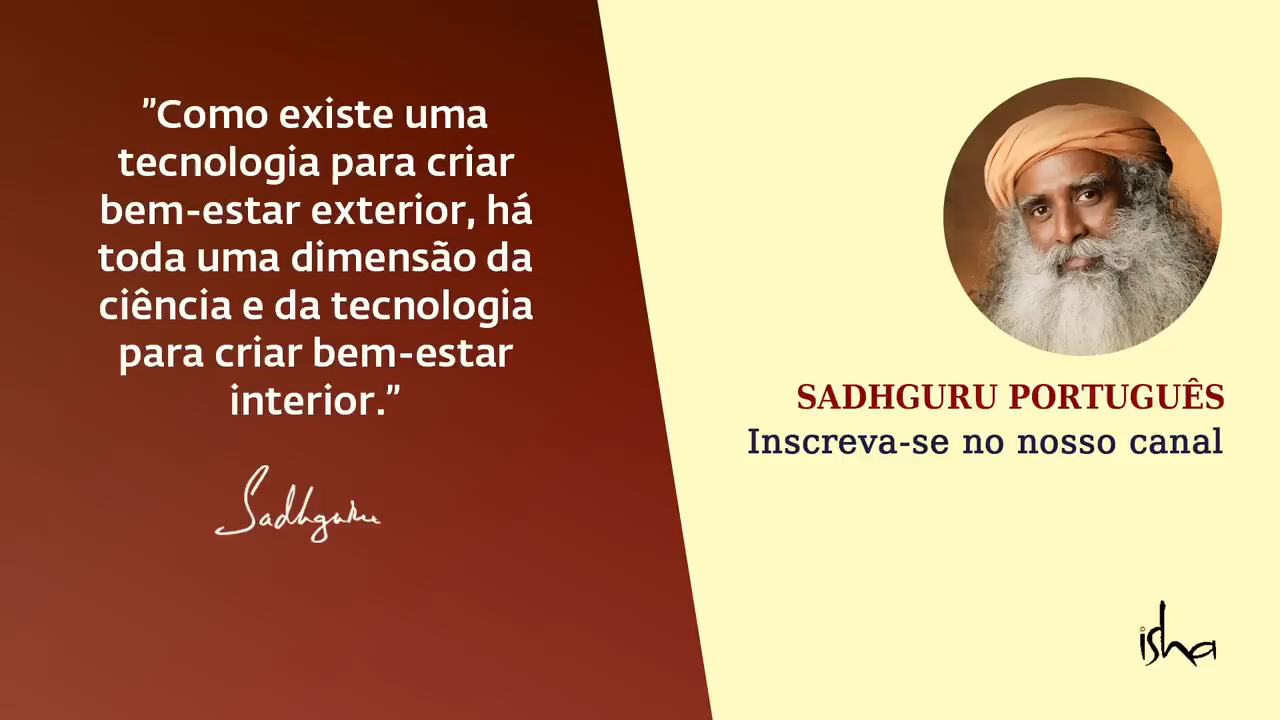 ”Como existe uma
tecnologia para criar
bem-estar exterior, há
toda uma dimensão da
ciência e da tecnologia
para criar bem-estar
interior.”
Sadhguru
SADHGURU PORTUGUÊS
Inscreva-se no nosso canal
isha